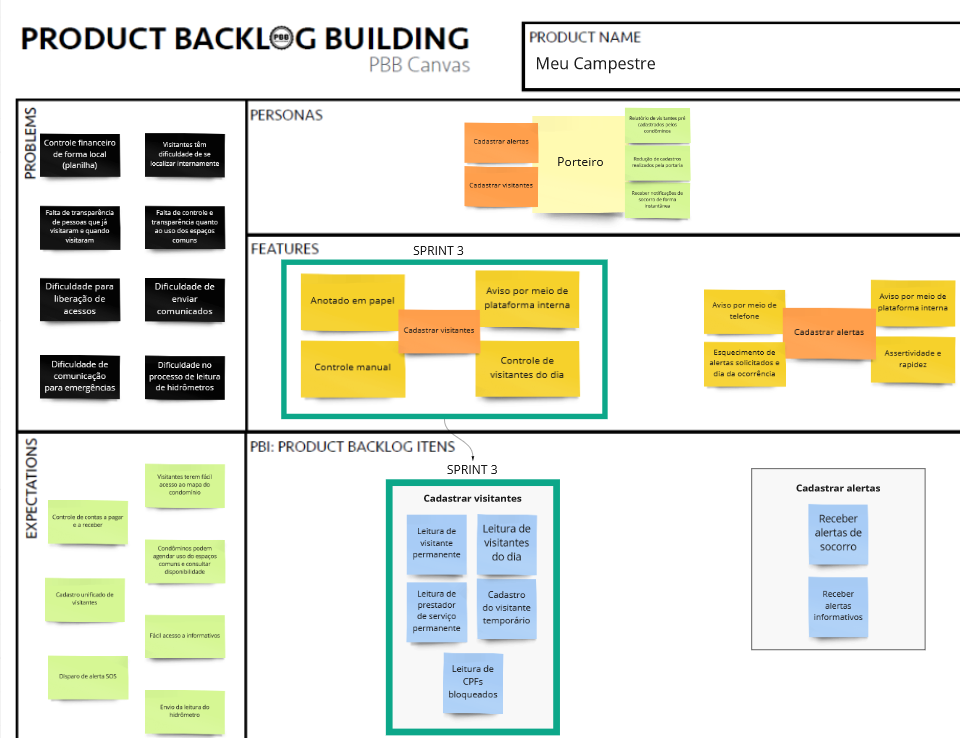 PRODUCT BACKLOG BUILDING
PBB
PBB Canvas
PRODUCT NAME
Meu Campestre
PROBLEMS
Controle financeiro
de forma local
(planilha)
Visitantes têm
dificuldade de se
localizar internamente
Falta de transparência
de pessoas que já
visitaram e quando
visitaram
Falta de controle e
transparência quanto
ao uso dos espaços
comuns
Dificuldade para
liberação de
acessos
Dificuldade de
enviar
comunicados
Dificuldade de
comunicação
para emergências
Dificuldade no
processo de leitura
de hidrômetros
PERSONAS
Cadastrar alertas
Cadastrar visitantes
Porteiro
Relatório de visitantes pré
cadastrados pelos
condôminos
Redução de cadastros
realizados pela portaria
Receber notificações de
socorro de forma
instantânea
FEATURES
SPRINT 3
Anotado em papel
Aviso por meio de
plataforma interna
Cadastrar visitantes
Controle manual
Controle de
visitantes do dia
Aviso por meio de
telefone
Aviso por meio de
plataforma interna
Cadastrar alertas
Esquecimento de
alertas solicitados e
dia da ocorrência
Assertividade e
rapidez
EXPECTATIONS
Visitantes terem fácil
acesso ao mapa do
condomínio
Controle de contas a pagar
e a receber
Condôminos podem
agendar uso do espaços
comuns e consultar
disponibilidade
Cadastro unificado de
visitantes
Fácil acesso a informativos
Disparo de alerta SOS
Envio da leitura do
hidrômetro
PBI: PRODUCT BACKLOG ITENS
SPRINT 3
Cadastrar visitantes
Leitura de
visitante
permanente
Leitura de
visitantes
do dia
Leitura de
prestador
de serviço
permanente
Cadastro
do visitante
temporário
Leitura de
CPFs
bloqueados
Cadastrar alertas
Receber
alertas de
socorro
Receber
alertas
informativos